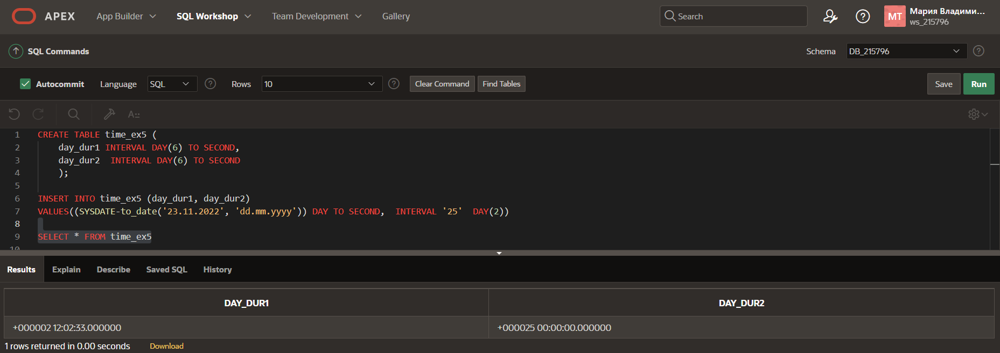 APEX App Builder SQL Workshop Team Development Gallery Search ? MT Мария Владими...
ws_215796
SQL Commands Schema DB_215796 ?
Autocommit Language SQL ? Rows 10 ? Clear Command Find Tables Save Run
A::
1 CREATE TABLE time_ex5 (
2 day_dur1 INTERVAL DAY(6) TO SECOND,
3 day_dur2  INTERVAL DAY(6) TO SECOND
4 );
5
6 INSERT INTO time_ex5 (day_dur1, day_dur2)
7 VALUES((SYSDATE-to_date('23.11.2022', 'dd.mm.yyyy')) DAY TO SECOND,  INTERVAL '25'  DAY(2))
8
9 SELECT * FROM time_ex5
10
Results Explain Describe Saved SQL History
DAY_DUR1 DAY_DUR2
+000002 12:02:33.000000 +000025 00:00:00.000000
1 rows returned in 0.00 seconds Download